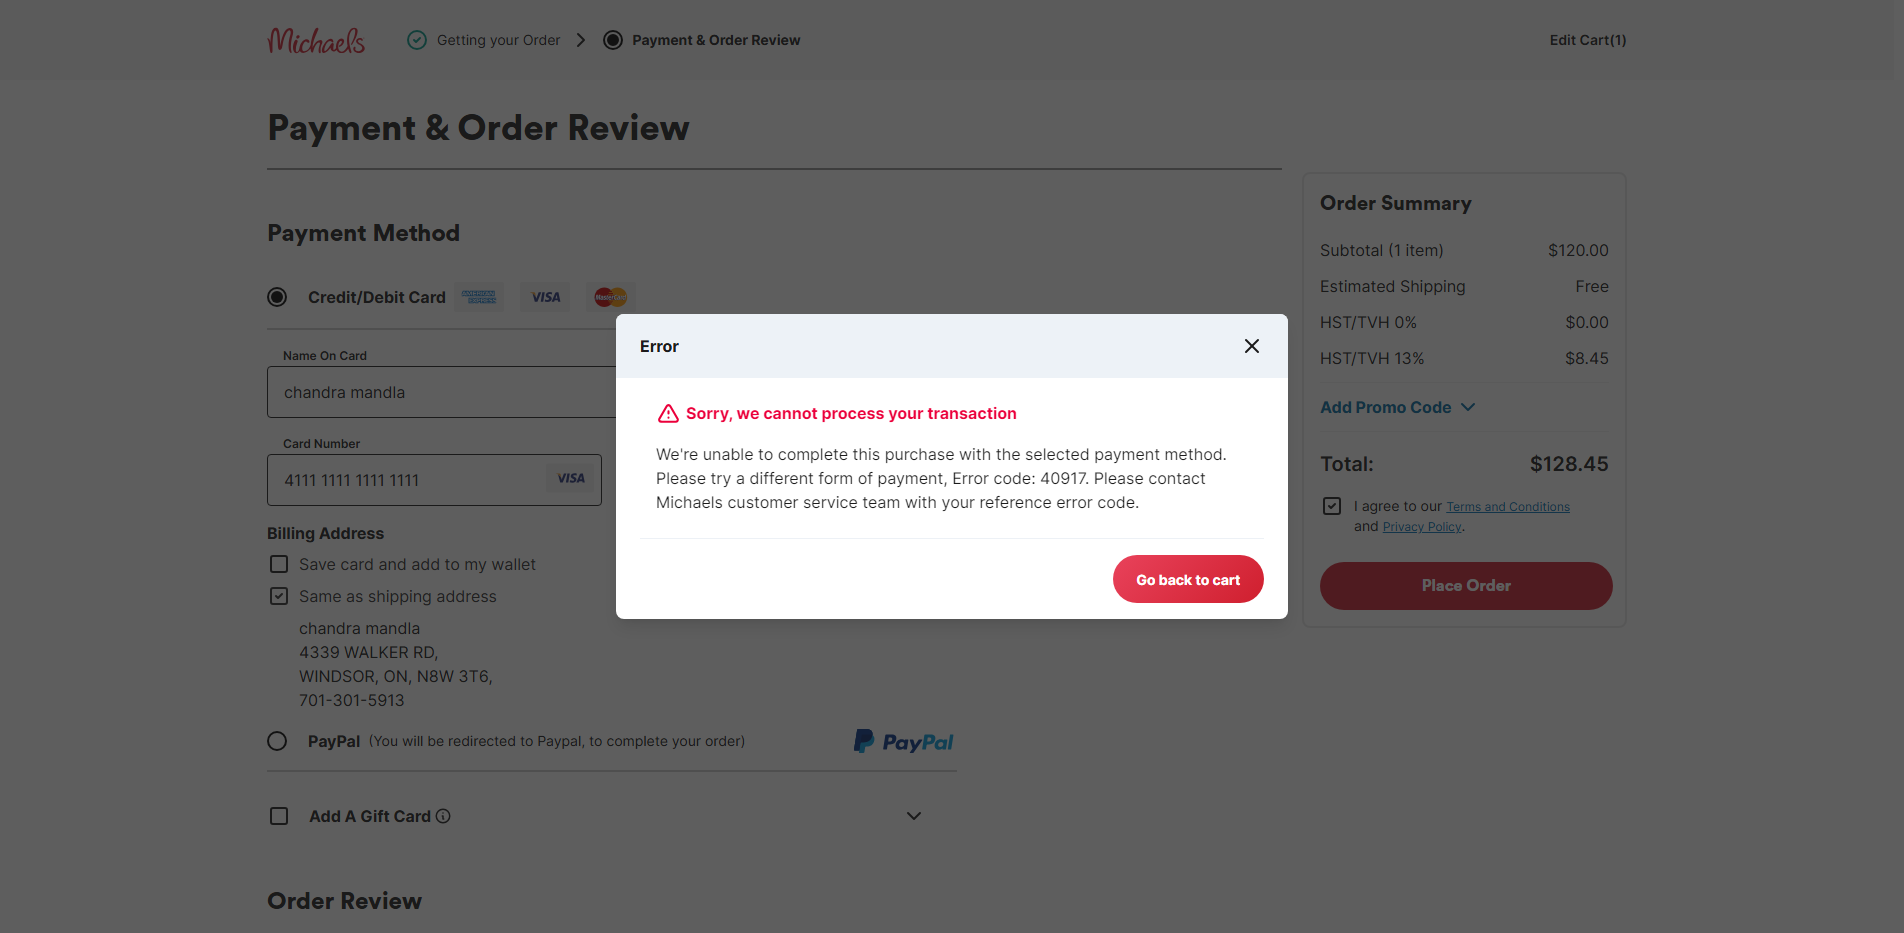 Michaels
Getting your Order
Payment & Order Review
Edit Cart(1)
Payment & Order Review
Payment Method
Credit/Debit Card
AMERICAN EXPRESS
VISA
MasterCard
Name On Card
chandra mandla
Card Number
4111 1111 1111 1111
VISA
Billing Address
Save card and add to my wallet
Same as shipping address
chandra mandla
4339 WALKER RD,
WINDSOR, ON, N8W 3T6,
701-301-5913
PayPal (You will be redirected to Paypal, to complete your order)
PayPal
Add A Gift Card
Order Review
Error
Sorry, we cannot process your transaction
We're unable to complete this purchase with the selected payment method.
Please try a different form of payment, Error code: 40917. Please contact
Michaels customer service team with your reference error code.
Go back to cart
Order Summary
Subtotal (1 item) $120.00
Estimated Shipping Free
HST/TVH 0% $0.00
HST/TVH 13% $8.45
Add Promo Code
Total: $128.45
I agree to our Terms and Conditions
and Privacy Policy.
Place Order